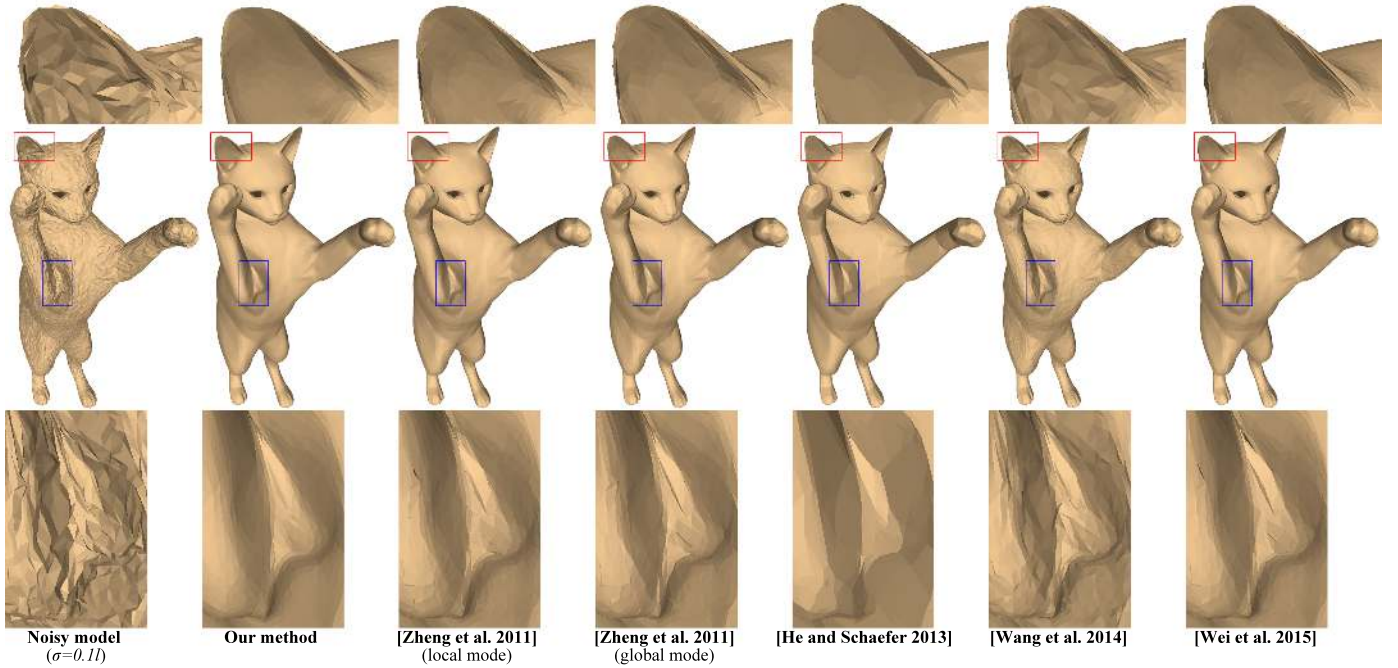 Noisy model
(σ=0.1l)
Our method
[Zheng et al. 2011]
(local mode)
[Zheng et al. 2011]
(global mode)
[He and Schaefer 2013]
[Wang et al. 2014]
[Wei et al. 2015]